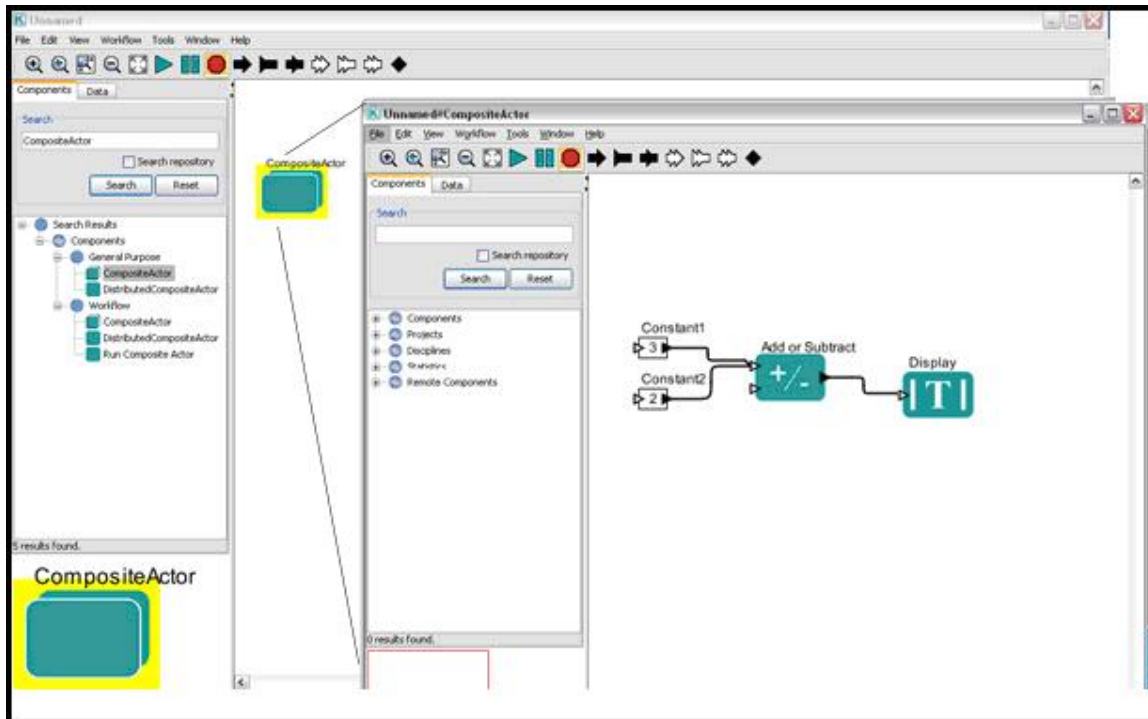 Unnamed
File Edit View Workflow Tools Window Help
Components Data
Search
CompositeActor
Search repository
Search Reset
Search Results
Components
General Purpose
CompositeActor
DistributedCompositeActor
Workflow
CompositeActor
DistributedCompositeActor
Run Composite Actor
5 results found.
CompositeActor
CompositeActor
Unnamed#CompositeActor
File Edit View Workflow Tools Window Help
Components Data
Search
Search repository
Search Reset
Components
Projects
Disciplines
Statistics
Remote Components
0 results found.
Constant1
3
Constant2
2
Add or Subtract
+/-
Display
T